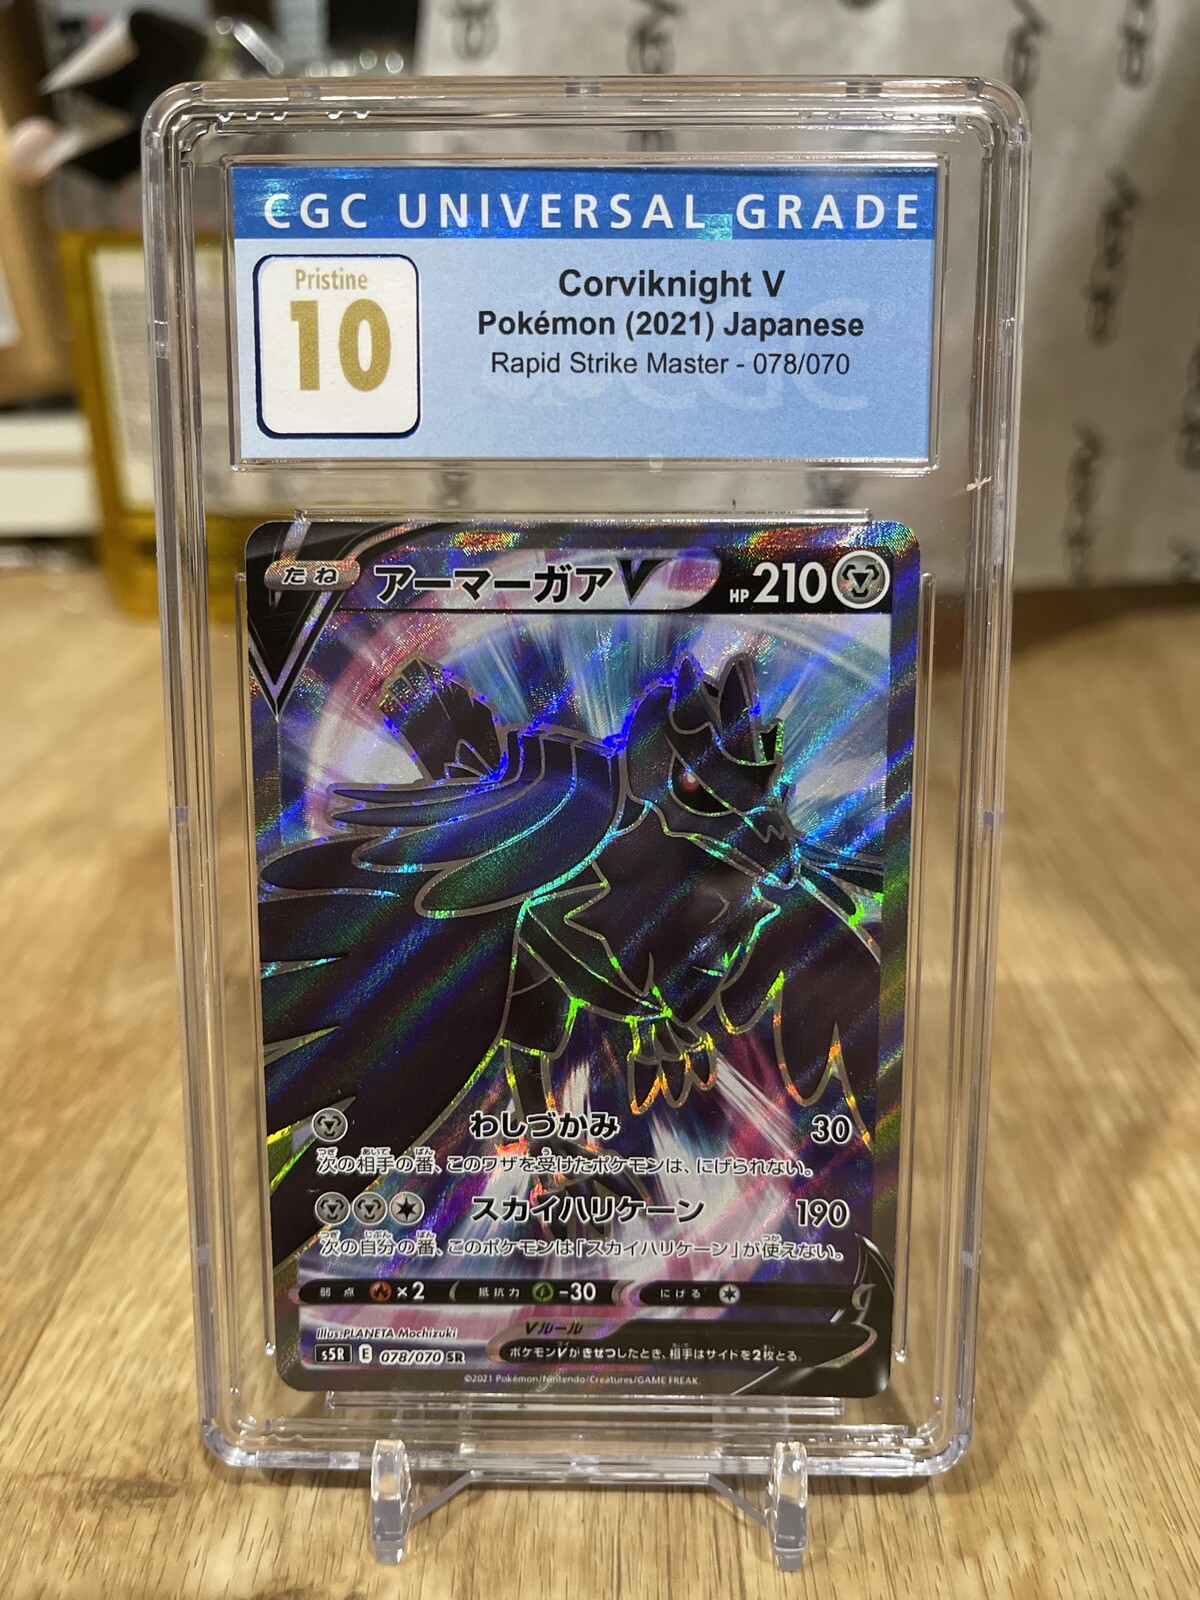 CGC UNIVERSAL GRADE
Pristine
10
Corviknight V
Pokémon (2021) Japanese
Rapid Strike Master - 078/070
たね アーマーガアV HP 210
わしづかみ 30
次の相手の番、このワザを受けたポケモンは、にげられない。
スカイハリケーン 190
次の自分の番、このポケモンは「スカイハリケーン」が使えない。
弱点 ×2 抵抗力 -30 にげる
Illus.PLANETA Mochizuki
Vルール
s5R E 078/070 SR
ポケモンVがきぜつしたとき、相手はサイドを2枚とる。
©2021 Pokémon/Nintendo/Creatures/GAME FREAK.